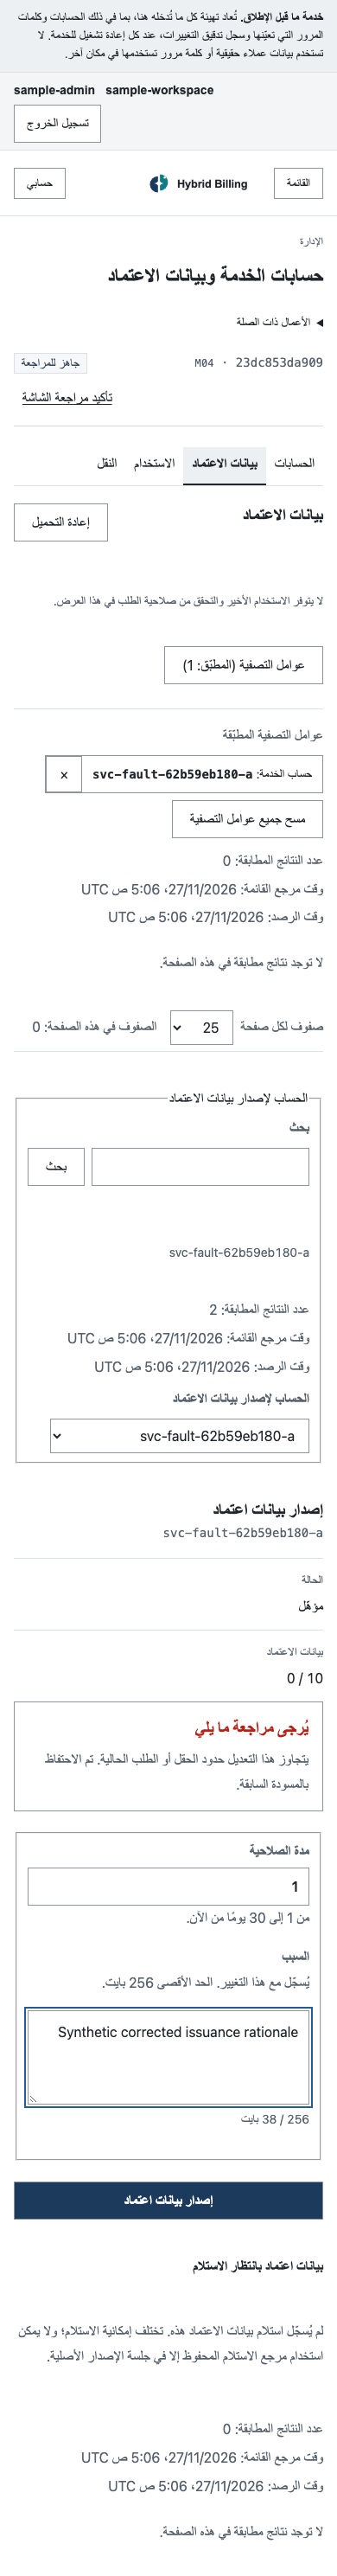 خدمة ما قبل الإطلاق. تُعاد تهيئة كل ما تُدخله هنا، بما في ذلك الحسابات وكلمات
المرور التي تعيّنها وسجل تدقيق التغييرات، عند كل إعادة تشغيل للخدمة. لا
تستخدم بيانات عملاء حقيقية أو كلمة مرور تستخدمها في مكان آخر.
sample-admin sample-workspace
تسجيل الخروج
القائمة
Hybrid Billing
حسابي
الإدارة
حسابات الخدمة وبيانات الاعتماد
◀ الأعمال ذات الصلة
M04 · 23dc853da909
جاهز للمراجعة
تأكيد مراجعة الشاشة
الحسابات
بيانات الاعتماد
الاستخدام
النقل
بيانات الاعتماد
إعادة التحميل
لا يتوفر الاستخدام الأخير والتحقق من صلاحية الطلب في هذا العرض.
عوامل التصفية (المطبّق: 1)
عوامل التصفية المطبّقة
حساب الخدمة: svc-fault-62b59eb180-a ×
مسح جميع عوامل التصفية
عدد النتائج المطابقة: 0
وقت مرجع القائمة: 27/11/2026، 5:06 ص UTC
وقت الرصد: 27/11/2026، 5:06 ص UTC
لا توجد نتائج مطابقة في هذه الصفحة.
صفوف لكل صفحة 25 الصفوف في هذه الصفحة: 0
الحساب لإصدار بيانات الاعتماد
بحث
بحث
svc-fault-62b59eb180-a
عدد النتائج المطابقة: 2
وقت مرجع القائمة: 27/11/2026، 5:06 ص UTC
وقت الرصد: 27/11/2026، 5:06 ص UTC
الحساب لإصدار بيانات الاعتماد
svc-fault-62b59eb180-a
إصدار بيانات اعتماد
svc-fault-62b59eb180-a
الحالة
مؤهّل
بيانات الاعتماد
0 / 10
يُرجى مراجعة ما يلي
يتجاوز هذا التعديل حدود الحقل أو الطلب الحالية. تم الاحتفاظ
بالمسودة السابقة.
مدة الصلاحية
1
من 1 إلى 30 يومًا من الآن.
السبب
يُسجّل مع هذا التغيير. الحد الأقصى 256 بايت.
Synthetic corrected issuance rationale
256 / 38 بايت
إصدار بيانات اعتماد
بيانات اعتماد بانتظار الاستلام
لم يُسجّل استلام بيانات الاعتماد هذه. تختلف إمكانية الاستلام؛ ولا يمكن
استخدام مرجع الاستلام المحفوظ إلا في جلسة الإصدار الأصلية.
عدد النتائج المطابقة: 0
وقت مرجع القائمة: 27/11/2026، 5:06 ص UTC
وقت الرصد: 27/11/2026، 5:06 ص UTC
لا توجد نتائج مطابقة في هذه الصفحة.